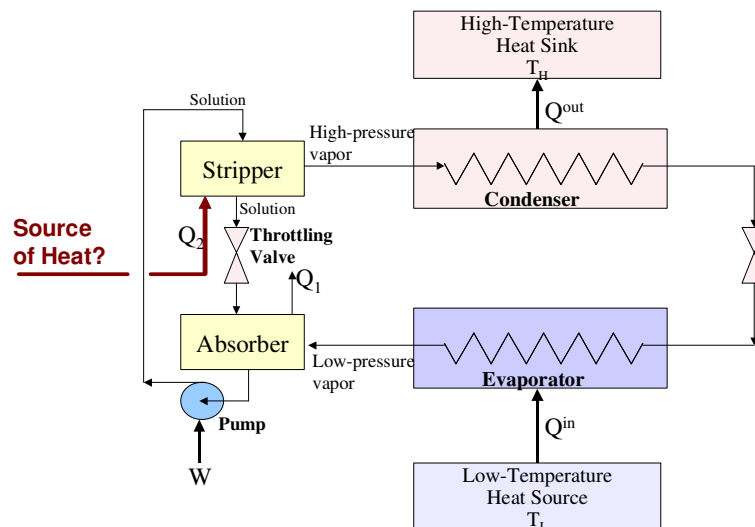 High-Temperature
Heat Sink
T_H
Q^out
Solution
High-pressure
vapor
Stripper
Condenser
Source
of Heat?
Q_2
Solution
Throttling
Valve
Q_1
Absorber
Low-pressure
vapor
Evaporator
Pump
Q^in
W
Low-Temperature
Heat Source